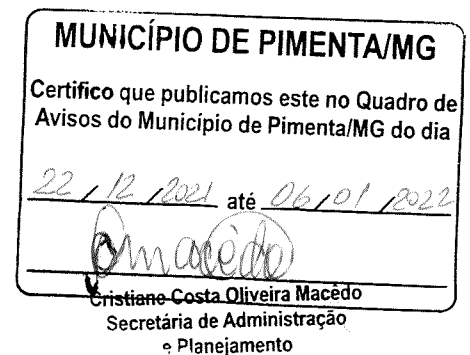 MUNICÍPIO DE PIMENTA/MG
Certifico que publicamos este no Quadro de
Avisos do Município de Pimenta/MG do dia
22 / 12 / 2021 até 06 / 01 / 2022
Cmacêdo
Cristiane Costa Oliveira Macêdo
Secretária de Administração
e Planejamento